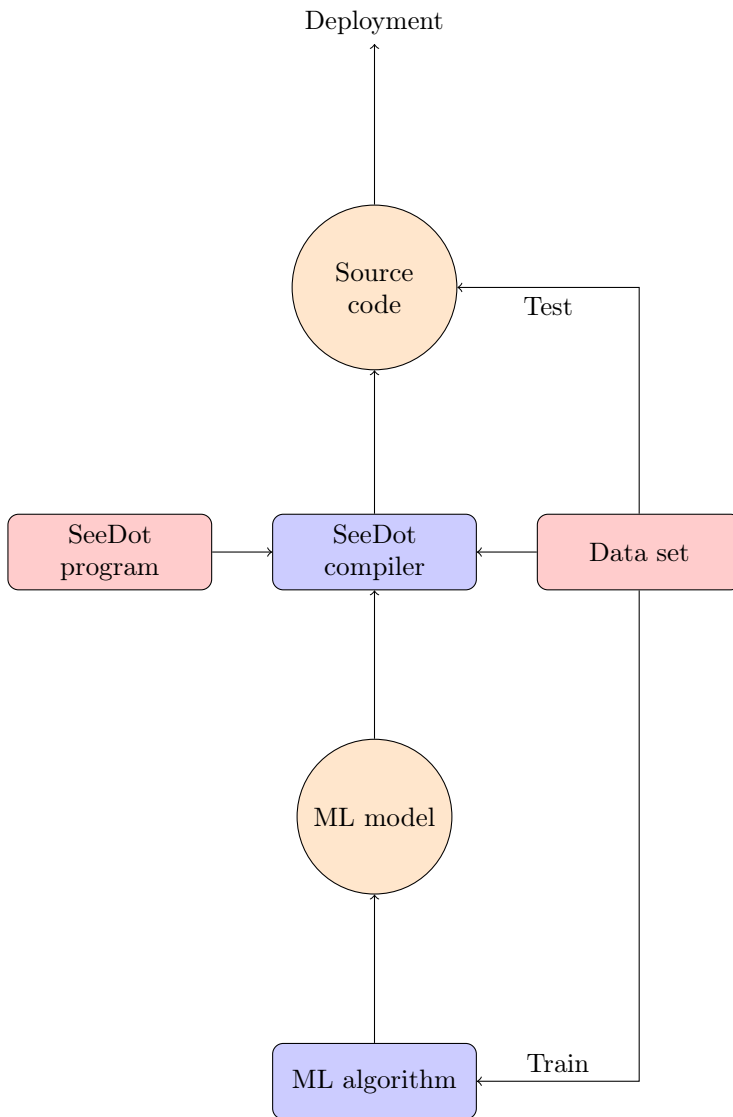 Deployment
Source
code
Test
SeeDot
program
SeeDot
compiler
Data set
ML model
Train
ML algorithm